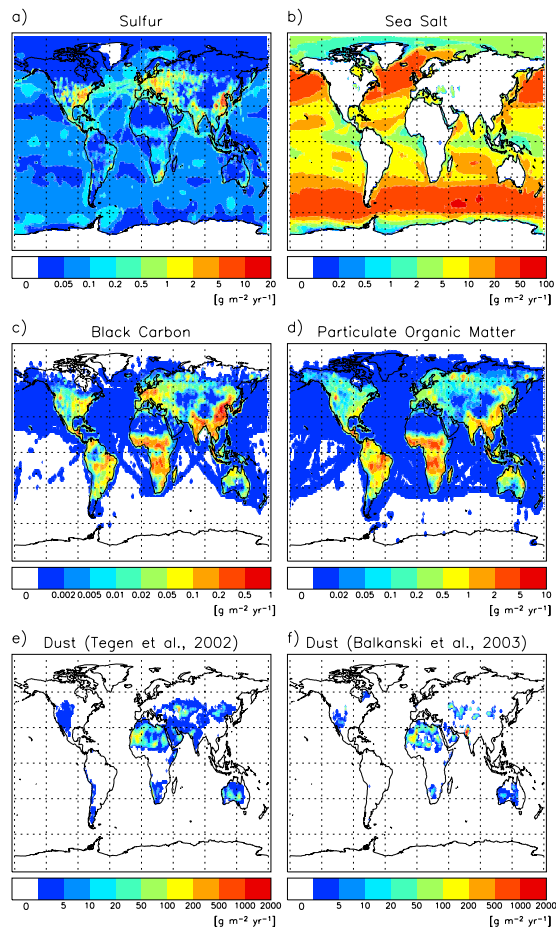 a) Sulfur
b) Sea Salt
0 0.05 0.1 0.2 0.5 1 2 5 10 20
[g m⁻² yr⁻¹]
0 0.2 0.5 1 2 5 10 20 50 100
[g m⁻² yr⁻¹]
c) Black Carbon
d) Particulate Organic Matter
0 0.002 0.005 0.01 0.02 0.05 0.1 0.2 0.5 1
[g m⁻² yr⁻¹]
0 0.02 0.05 0.1 0.2 0.5 1 2 5 10
[g m⁻² yr⁻¹]
e) Dust (Tegen et al., 2002)
f) Dust (Balkanski et al., 2003)
0 5 10 20 50 100 200 500 1000 2000
[g m⁻² yr⁻¹]
0 5 10 20 50 100 200 500 1000 2000
[g m⁻² yr⁻¹]